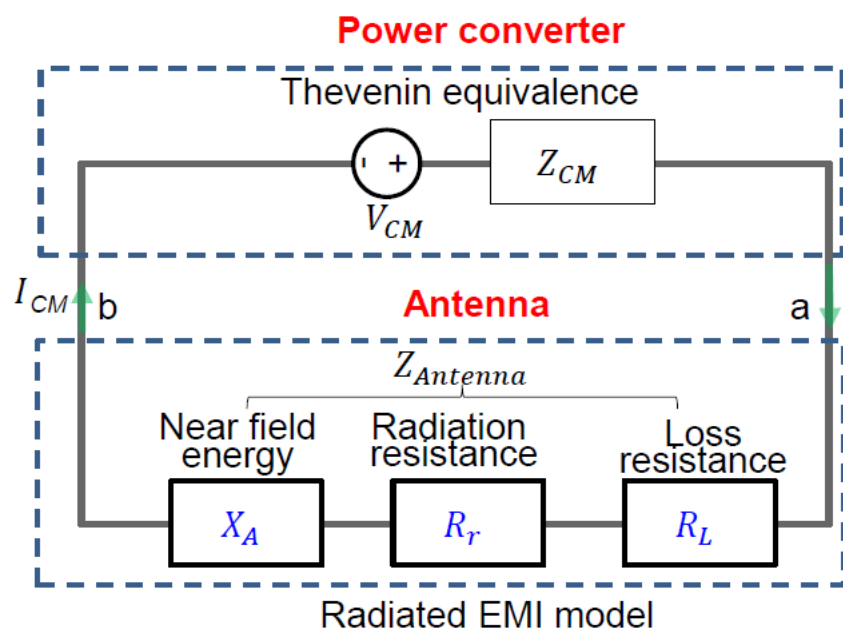 Power converter
Thevenin equivalence
- +
Z_CM
V_CM
I_CM
b
Antenna
a
Z_Antenna
Near field
energy
Radiation
resistance
Loss
resistance
X_A
R_r
R_L
Radiated EMI model